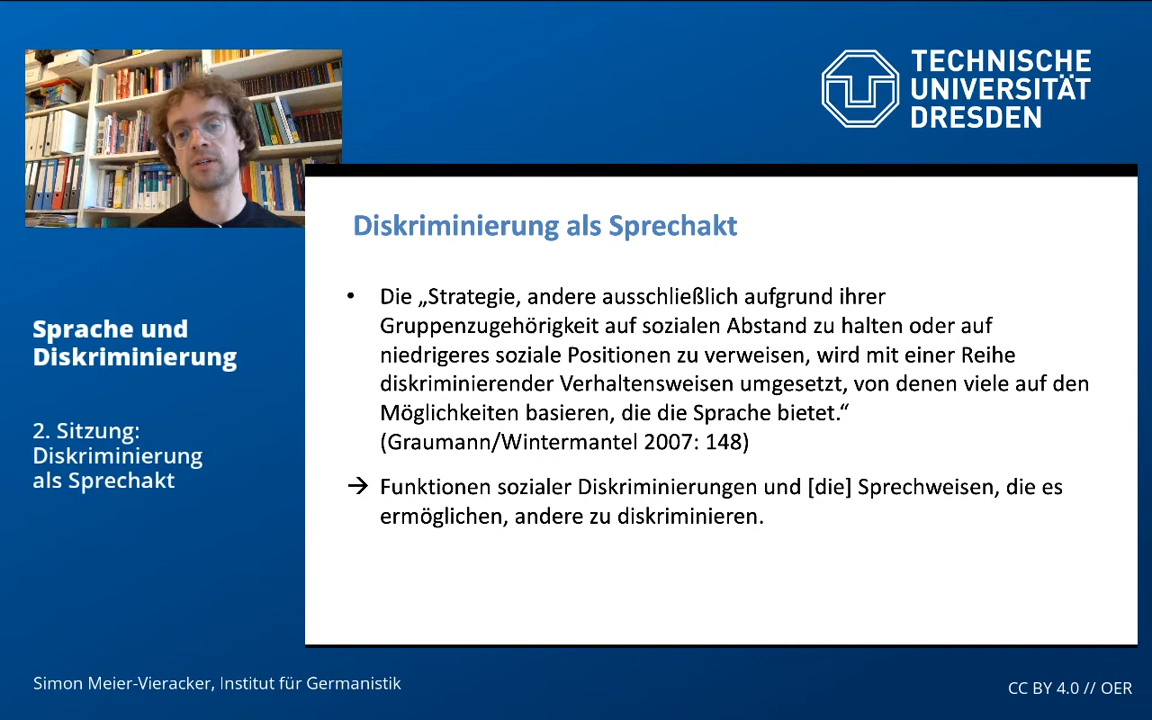 TECHNISCHE
UNIVERSITÄT
DRESDEN
Diskriminierung als Sprechakt
• Die „Strategie, andere ausschließlich aufgrund ihrer
Gruppenzugehörigkeit auf sozialen Abstand zu halten oder auf
niedrigeres soziale Positionen zu verweisen, wird mit einer Reihe
diskriminierender Verhaltensweisen umgesetzt, von denen viele auf den
Möglichkeiten basieren, die die Sprache bietet.“
(Graumann/Wintermantel 2007: 148)
→ Funktionen sozialer Diskriminierungen und [die] Sprechweisen, die es
ermöglichen, andere zu diskriminieren.
Sprache und
Diskriminierung
2. Sitzung:
Diskriminierung
als Sprechakt
Simon Meier-Vieracker, Institut für Germanistik
CC BY 4.0 // OER